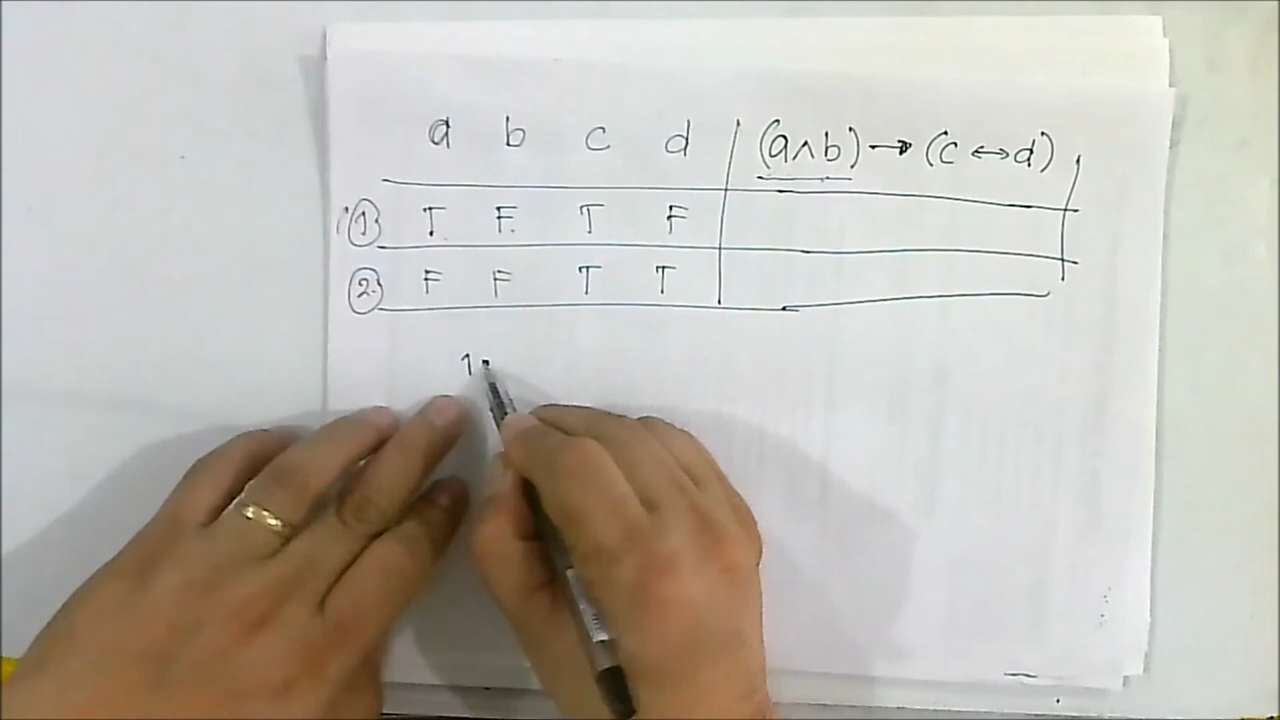 a b c d (a∧b) → (c ↔ d)
① T F. T F
② F F T T
1